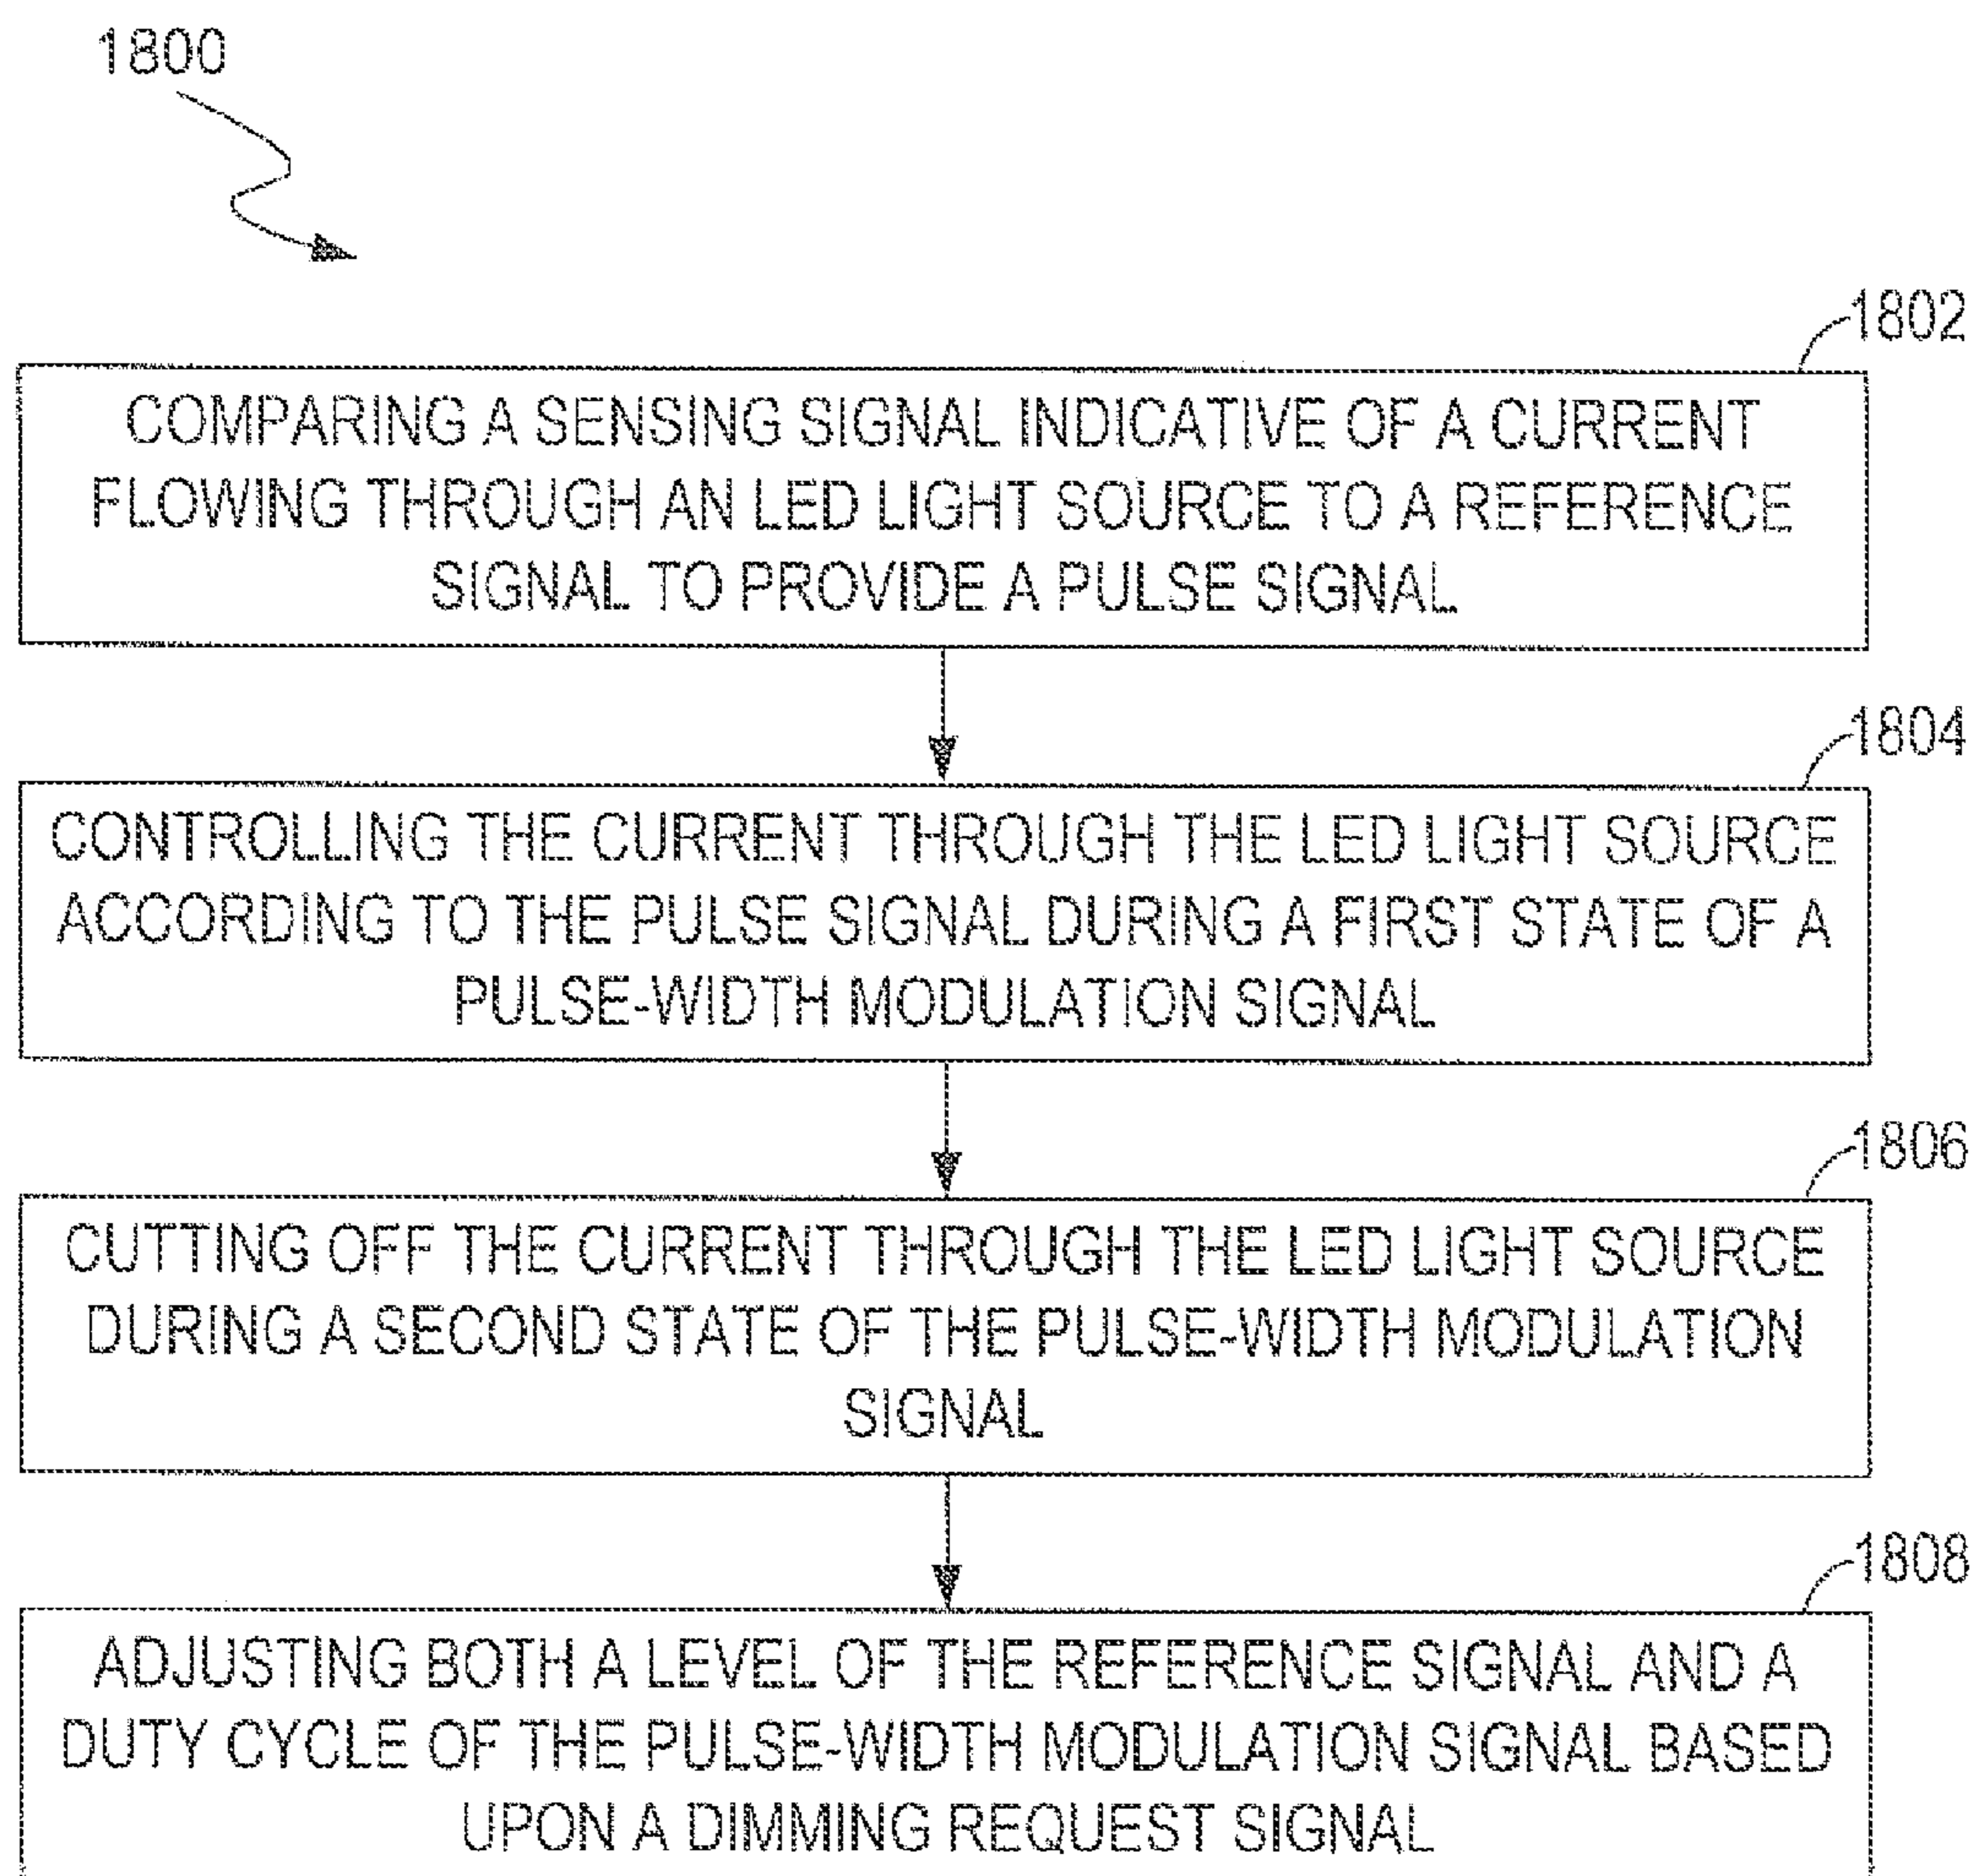 1800
1802
COMPARING A SENSING SIGNAL INDICATIVE OF A CURRENT
FLOWING THROUGH AN LED LIGHT SOURCE TO A REFERENCE
SIGNAL TO PROVIDE A PULSE SIGNAL
1804
CONTROLLING THE CURRENT THROUGH THE LED LIGHT SOURCE
ACCORDING TO THE PULSE SIGNAL DURING A FIRST STATE OF A
PULSE-WIDTH MODULATION SIGNAL
1806
CUTTING OFF THE CURRENT THROUGH THE LED LIGHT SOURCE
DURING A SECOND STATE OF THE PULSE-WIDTH MODULATION
SIGNAL
1808
ADJUSTING BOTH A LEVEL OF THE REFERENCE SIGNAL AND A
DUTY CYCLE OF THE PULSE-WIDTH MODULATION SIGNAL BASED
UPON A DIMMING REQUEST SIGNAL